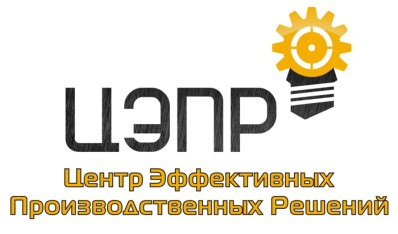 ЦЭПР
Центр Эффективных
Производственных Решений